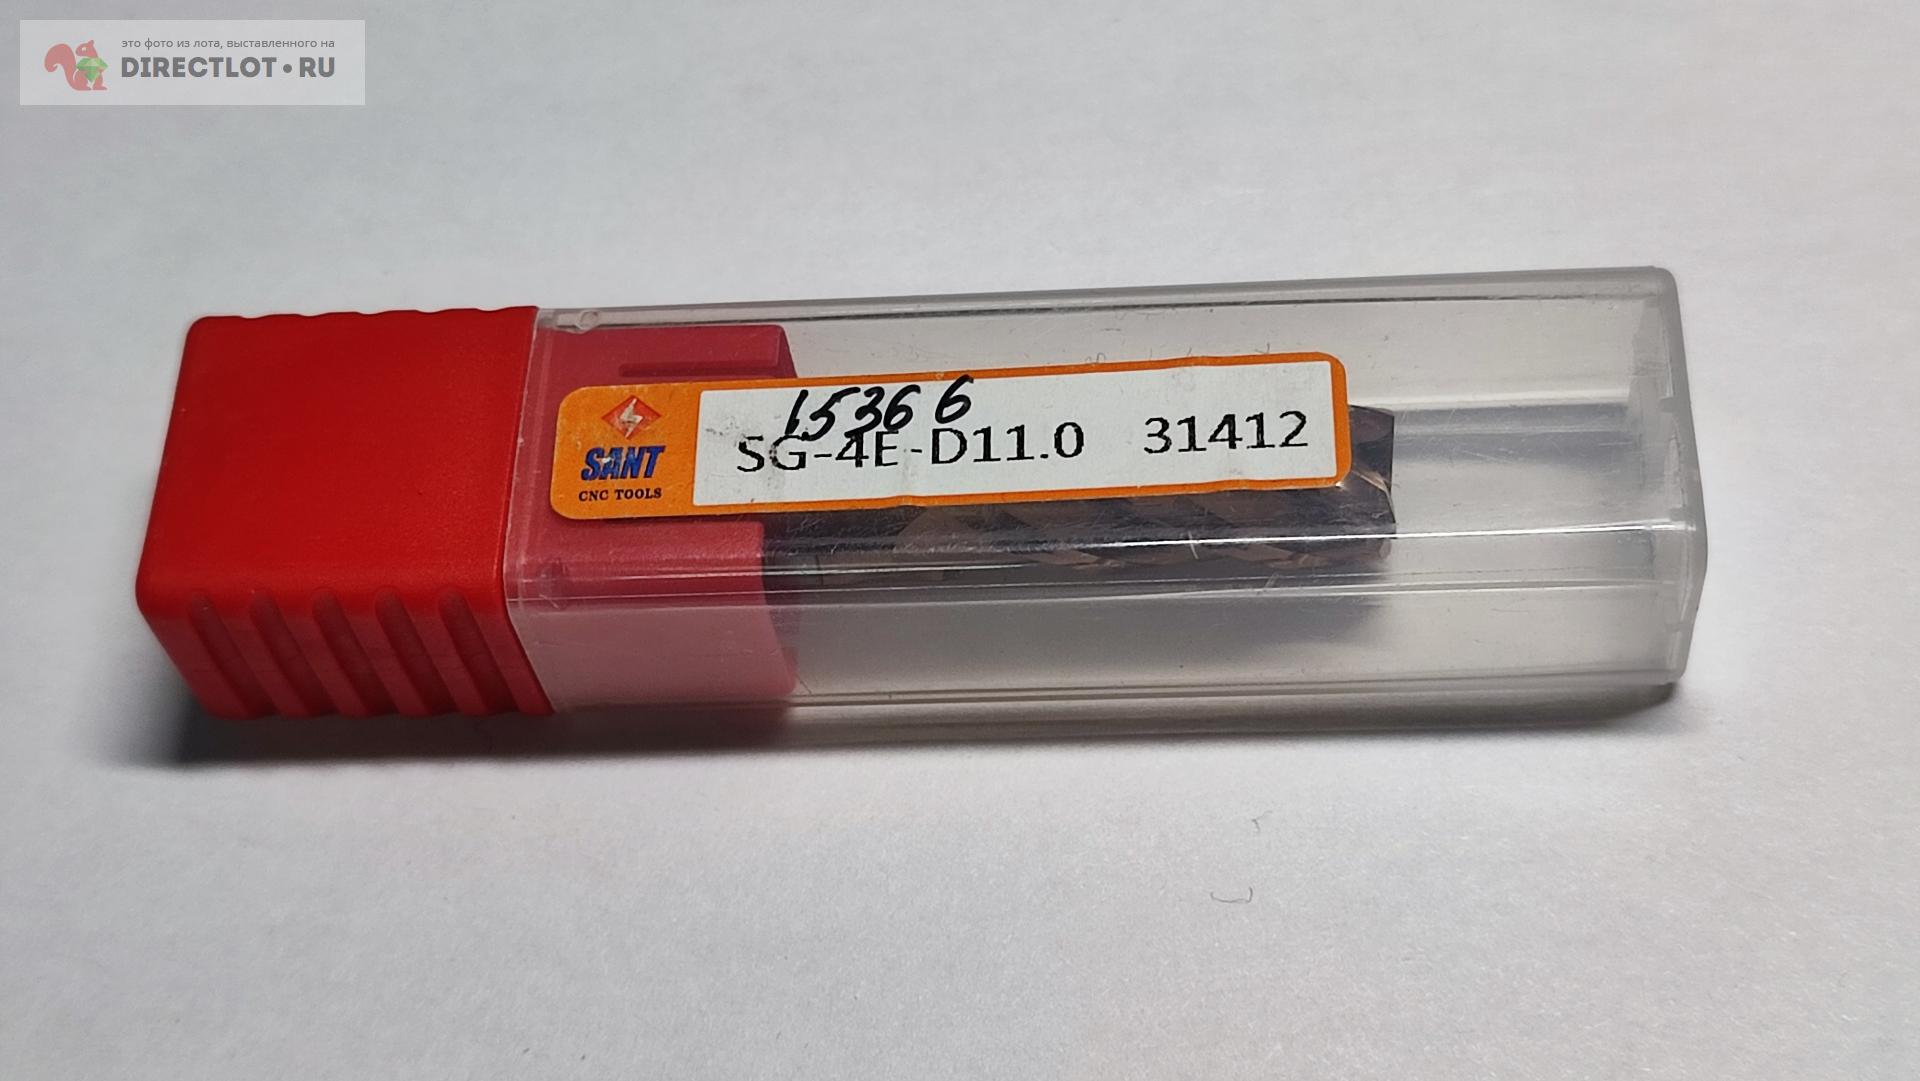 это фото из лота, выставленного на
DIRECTLOT•RU
15366
SANT
CNC TOOLS
SG-4E-D11.0 31412